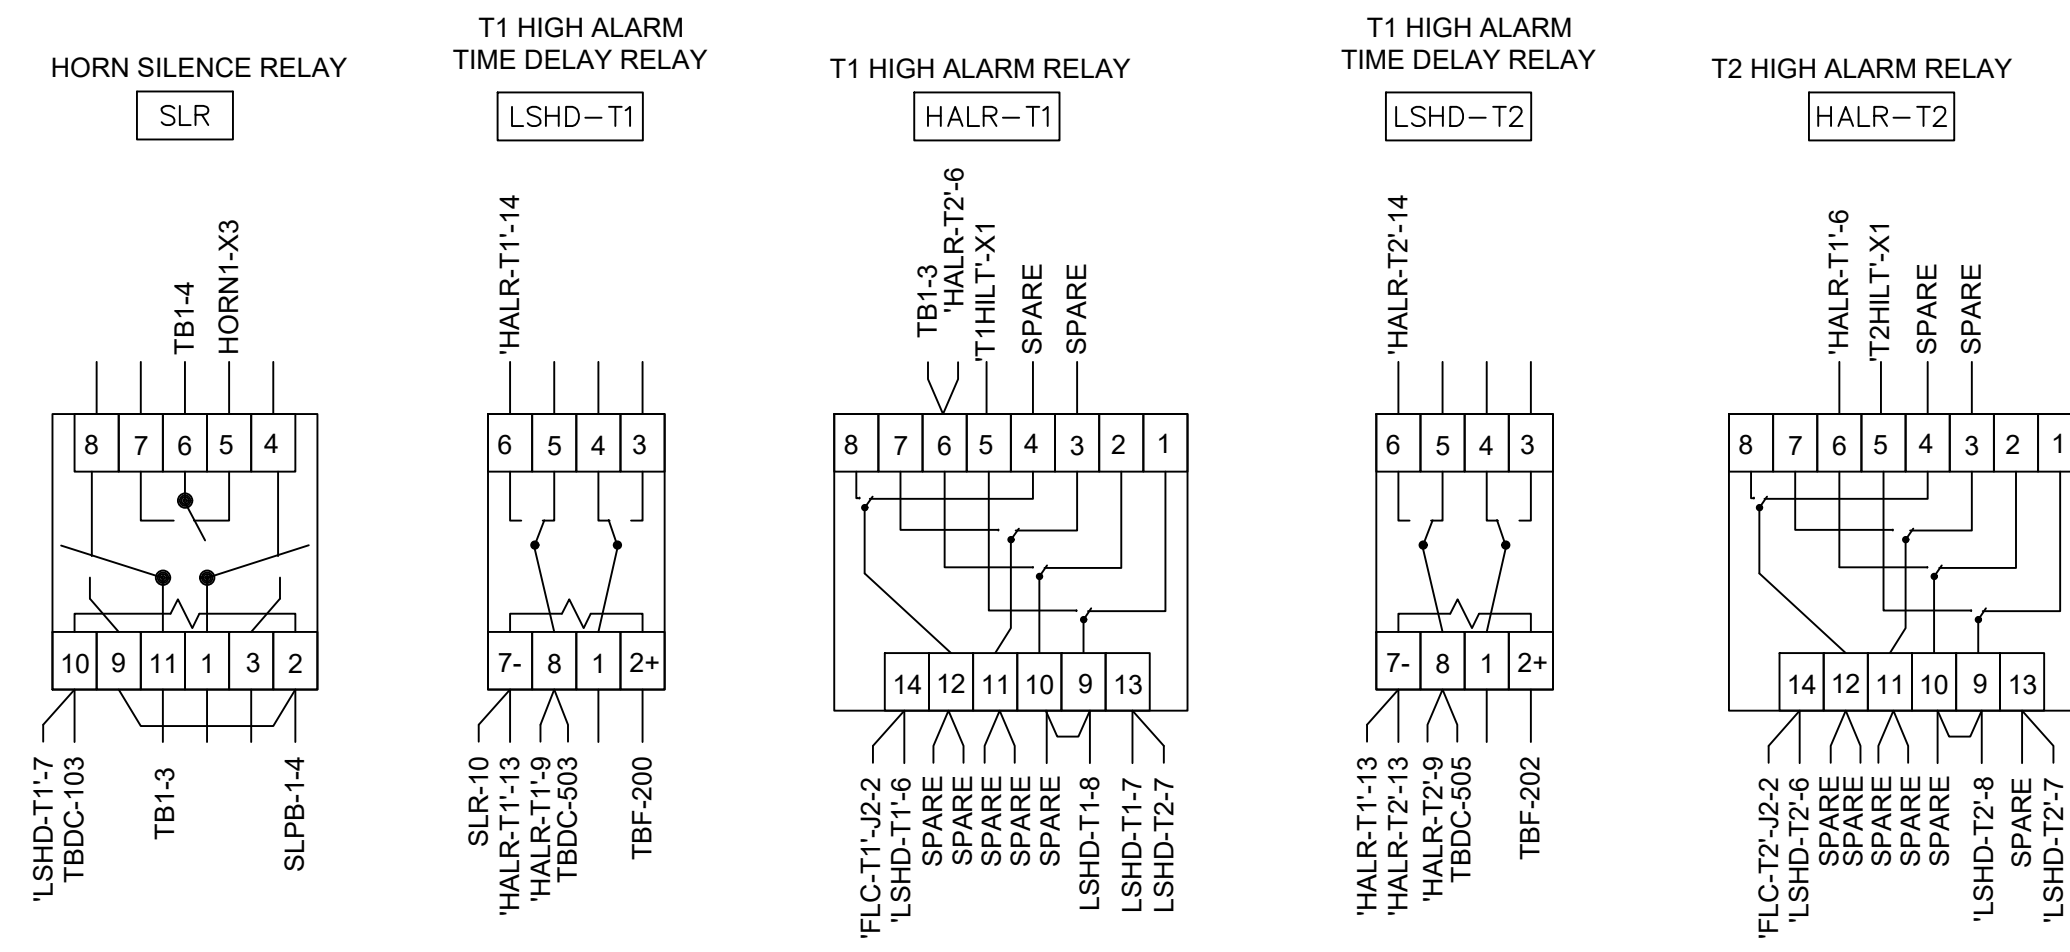 HORN SILENCE RELAY
SLR
TB1-4
HORN1-X3
8 7 6 5 4
10 9 11 1 3 2
'LSHD-T1'-7
TBDC-103
TB1-3
SLPB-1-4
T1 HIGH ALARM
TIME DELAY RELAY
LSHD-T1
'HALR-T1'-14
6 5 4 3
7- 8 1 2+
SLR-10
'HALR-T1'-13
'HALR-T1'-9
TBDC-503
TBF-200
T1 HIGH ALARM RELAY
HALR-T1
TB1-3
'HALR-T2'-6
'T1HILT'-X1
SPARE
SPARE
8 7 6 5 4 3 2 1
14 12 11 10 9 13
'FLC-T1'-J2-2
'LSHD-T1'-6
SPARE
SPARE
SPARE
SPARE
SPARE
LSHD-T1-8
LSHD-T1-7
LSHD-T2-7
T1 HIGH ALARM
TIME DELAY RELAY
LSHD-T2
'HALR-T2'-14
6 5 4 3
7- 8 1 2+
'HALR-T1'-13
'HALR-T2'-13
'HALR-T2'-9
TBDC-505
TBF-202
T2 HIGH ALARM RELAY
HALR-T2
'HALR-T1'-6
'T2HILT'-X1
SPARE
SPARE
8 7 6 5 4 3 2 1
14 12 11 10 9 13
'FLC-T2'-J2-2
'LSHD-T2'-6
SPARE
SPARE
SPARE
SPARE
SPARE
'LSHD-T2'-8
SPARE
'LSHD-T2'-7